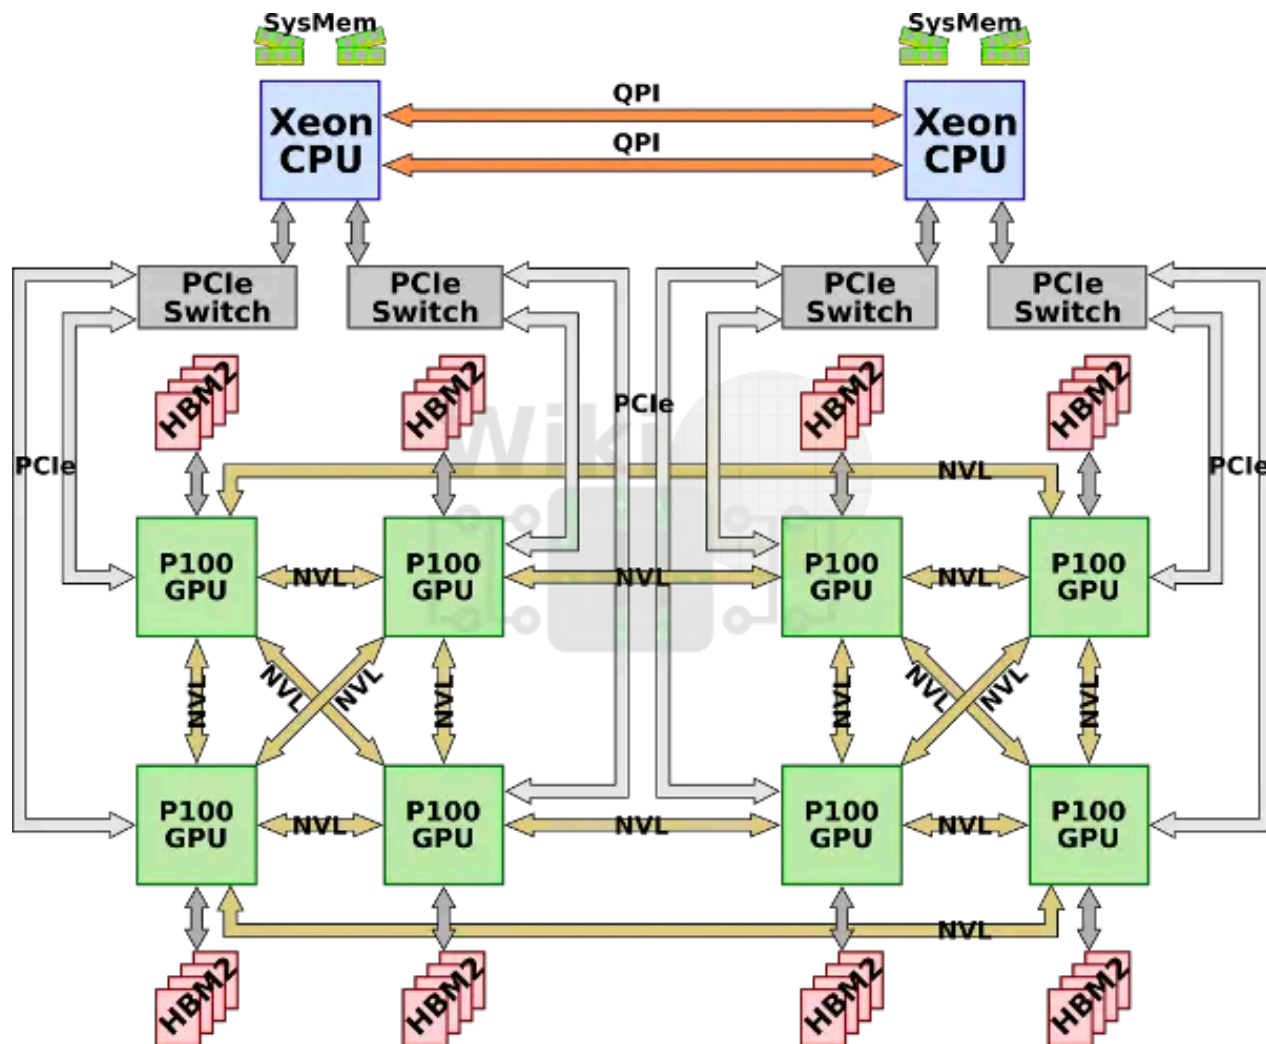 SysMem
SysMem
Xeon
CPU
QPI
QPI
Xeon
CPU
PCIe
Switch
PCIe
Switch
PCIe
Switch
PCIe
Switch
HBM2
HBM2
HBM2
HBM2
PCIe
Wiki
PCIe
PCIe
NVL
P100
GPU
NVL
P100
GPU
NVL
P100
GPU
NVL
P100
GPU
NVL
NVL
NVL
NVL
NVL
NVL
NVL
NVL
P100
GPU
NVL
P100
GPU
NVL
P100
GPU
NVL
P100
GPU
NVL
HBM2
HBM2
HBM2
HBM2